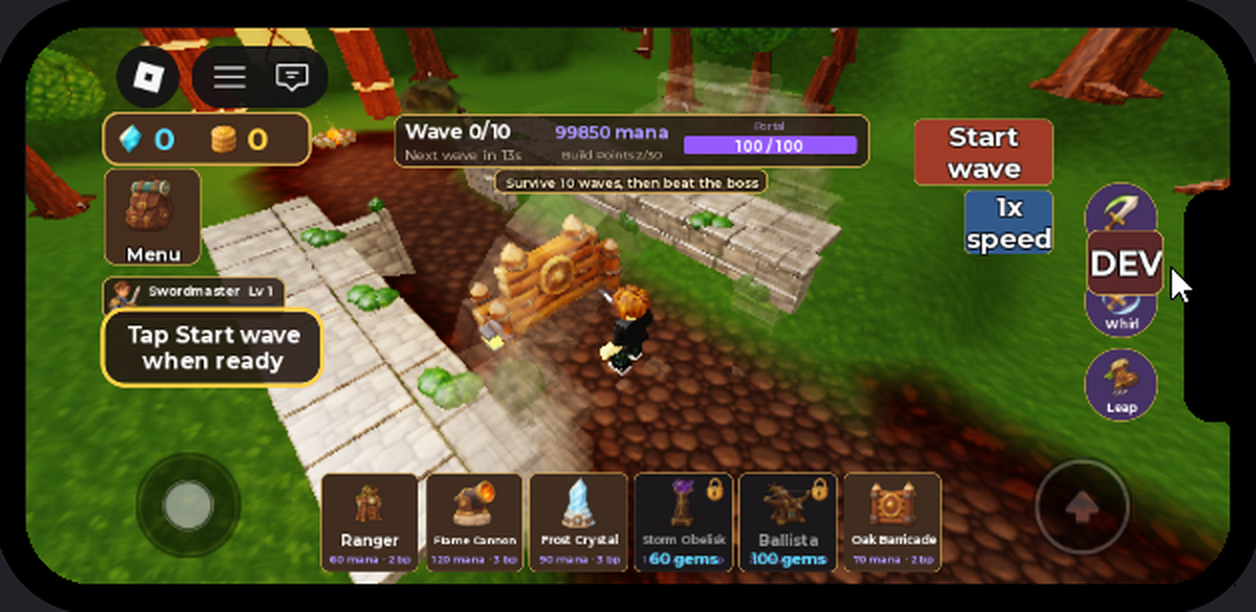 0 0
Wave 0/10 99850 mana Portal
Next wave in 13s Build Points 2/30 100 / 100
Survive 10 waves, then beat the boss
Start
wave
1x
speed
DEV
Whirl
Leap
Menu
Swordmaster Lv 1
Tap Start wave
when ready
Ranger
60 mana · 2 bp
Flame Cannon
120 mana · 3 bp
Frost Crystal
90 mana · 3 bp
Storm Obelisk
60 gems
Ballista
100 gems
Oak Barricade
70 mana · 2 bp